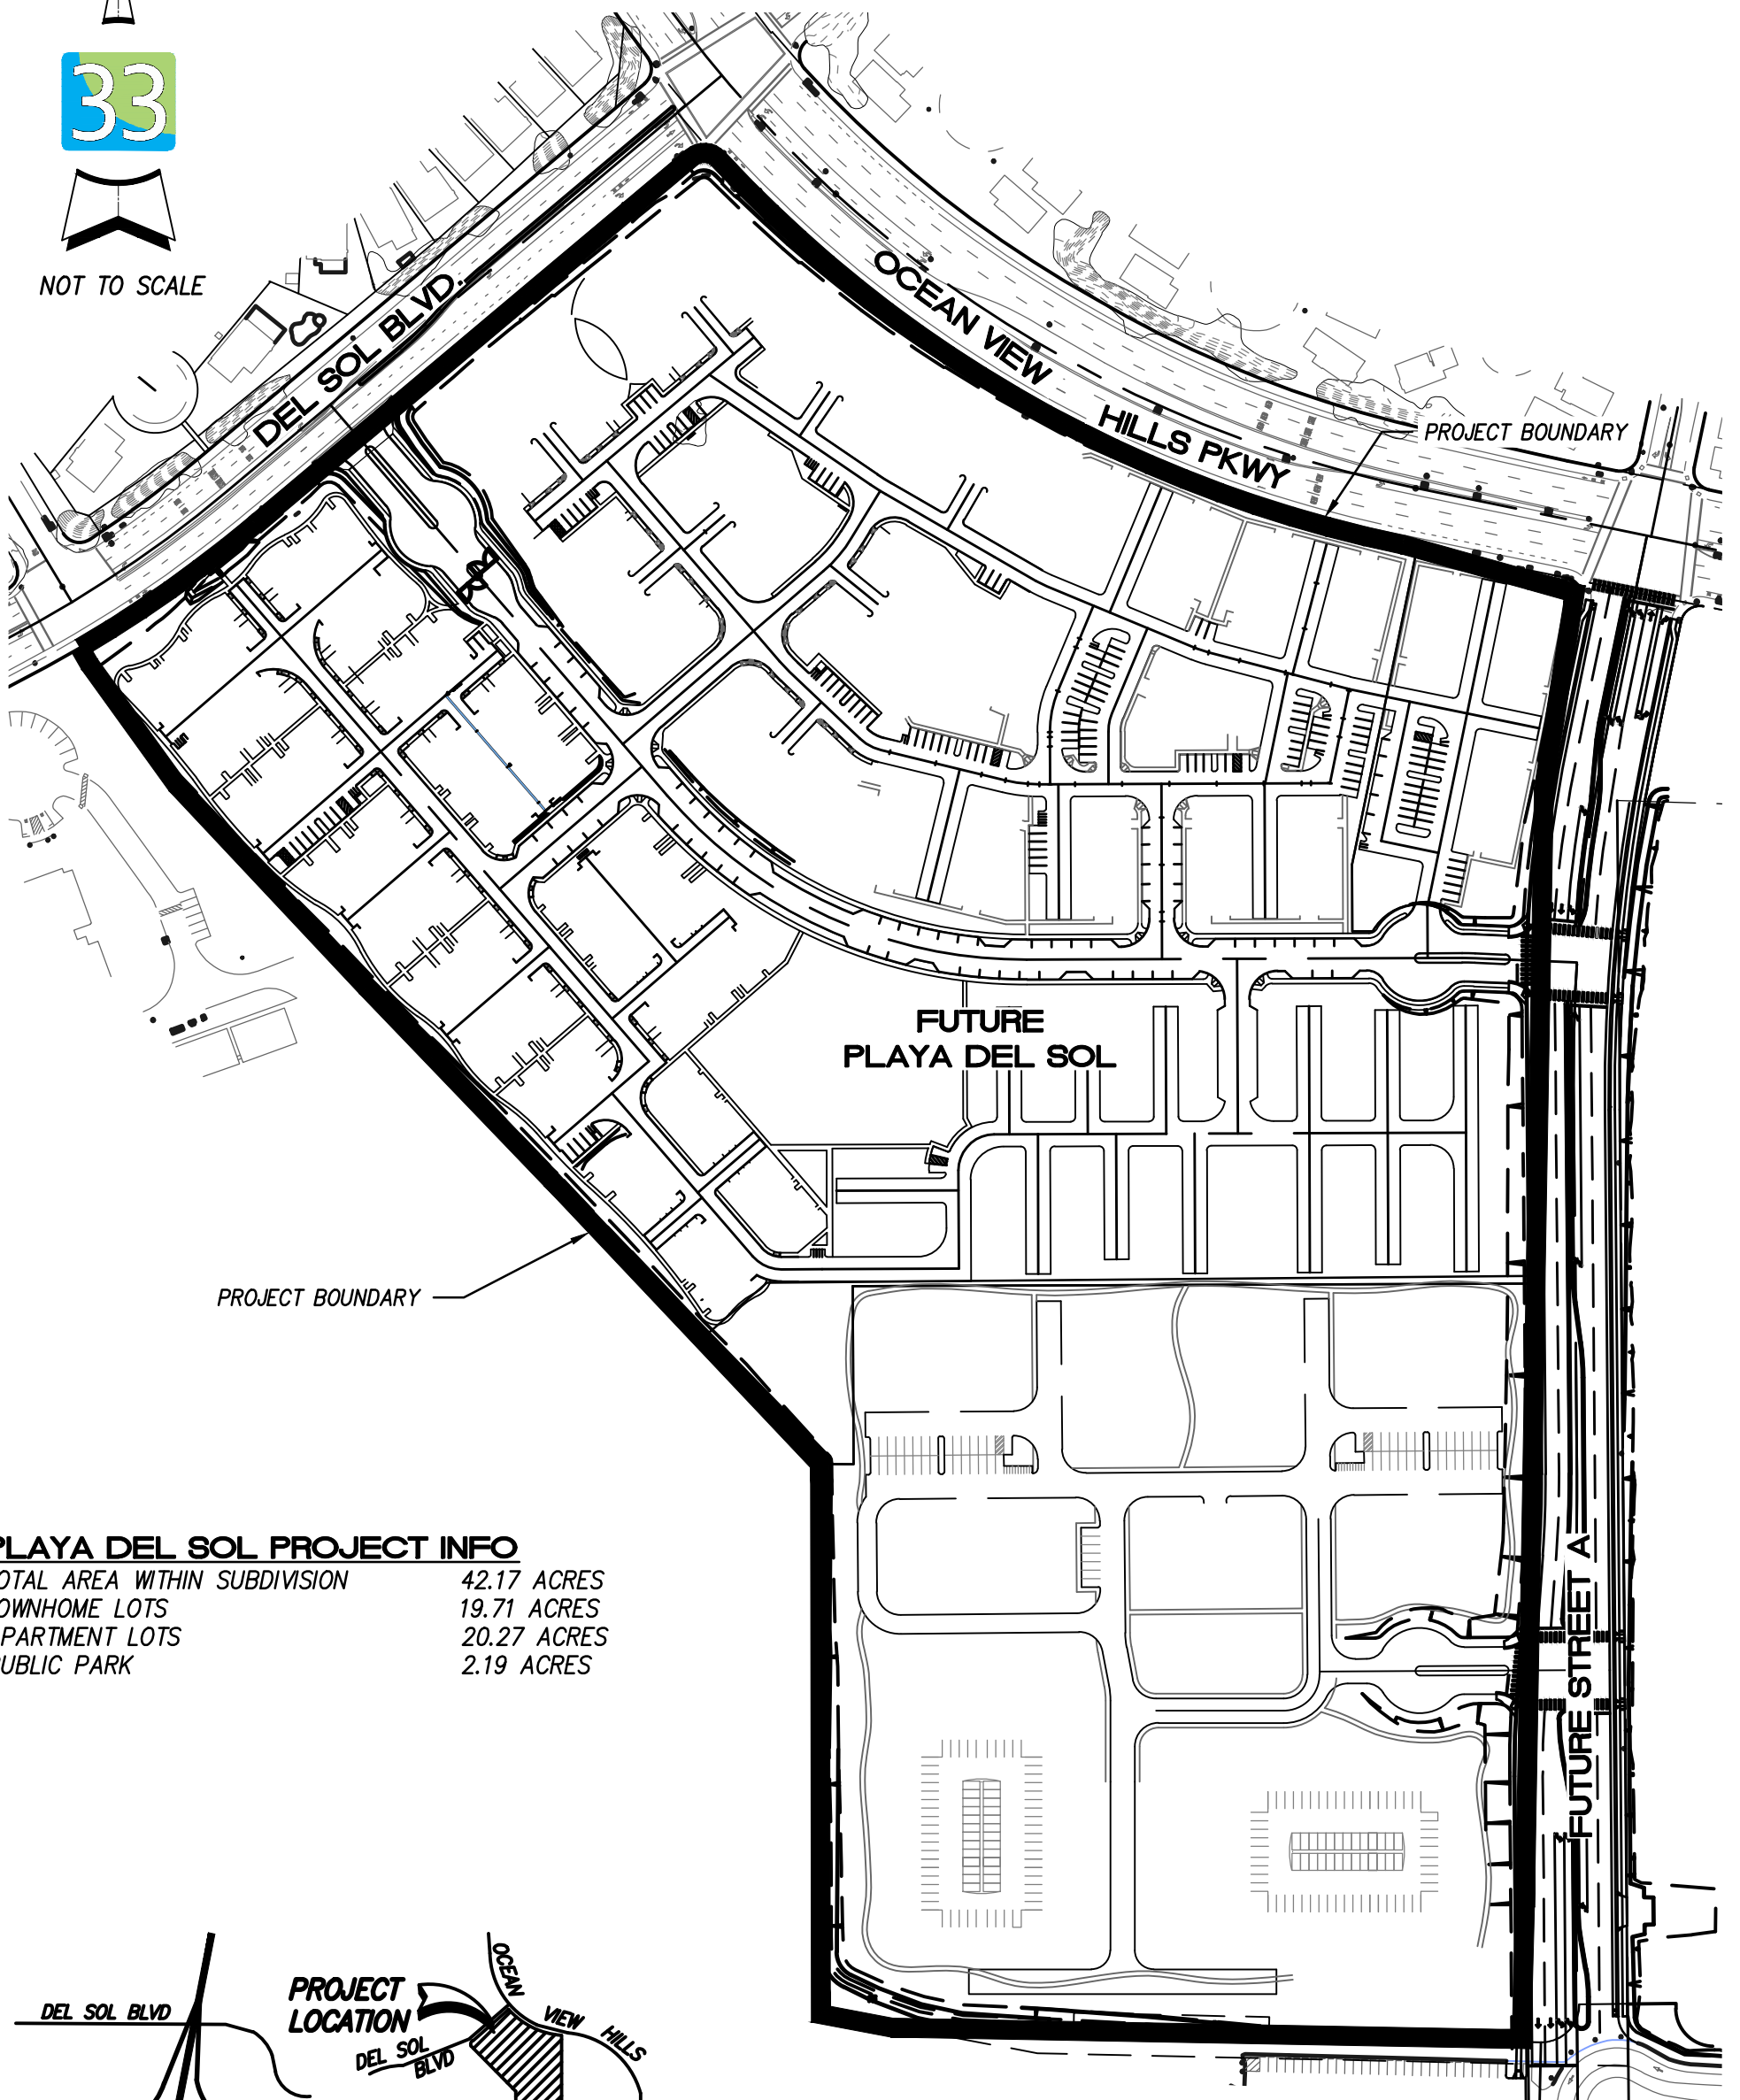 33
NOT TO SCALE
DEL SOL BLVD.
OCEAN VIEW
HILLS PKWY
PROJECT BOUNDARY
FUTURE
PLAYA DEL SOL
PROJECT BOUNDARY
FUTURE STREET A
PLAYA DEL SOL PROJECT INFO
OTAL AREA WITHIN SUBDIVISION 42.17 ACRES
OWNHOME LOTS 19.71 ACRES
PARTMENT LOTS 20.27 ACRES
UBLIC PARK 2.19 ACRES
DEL SOL BLVD
PROJECT
LOCATION
OCEAN
VIEW
HILLS
DEL SOL
BLVD